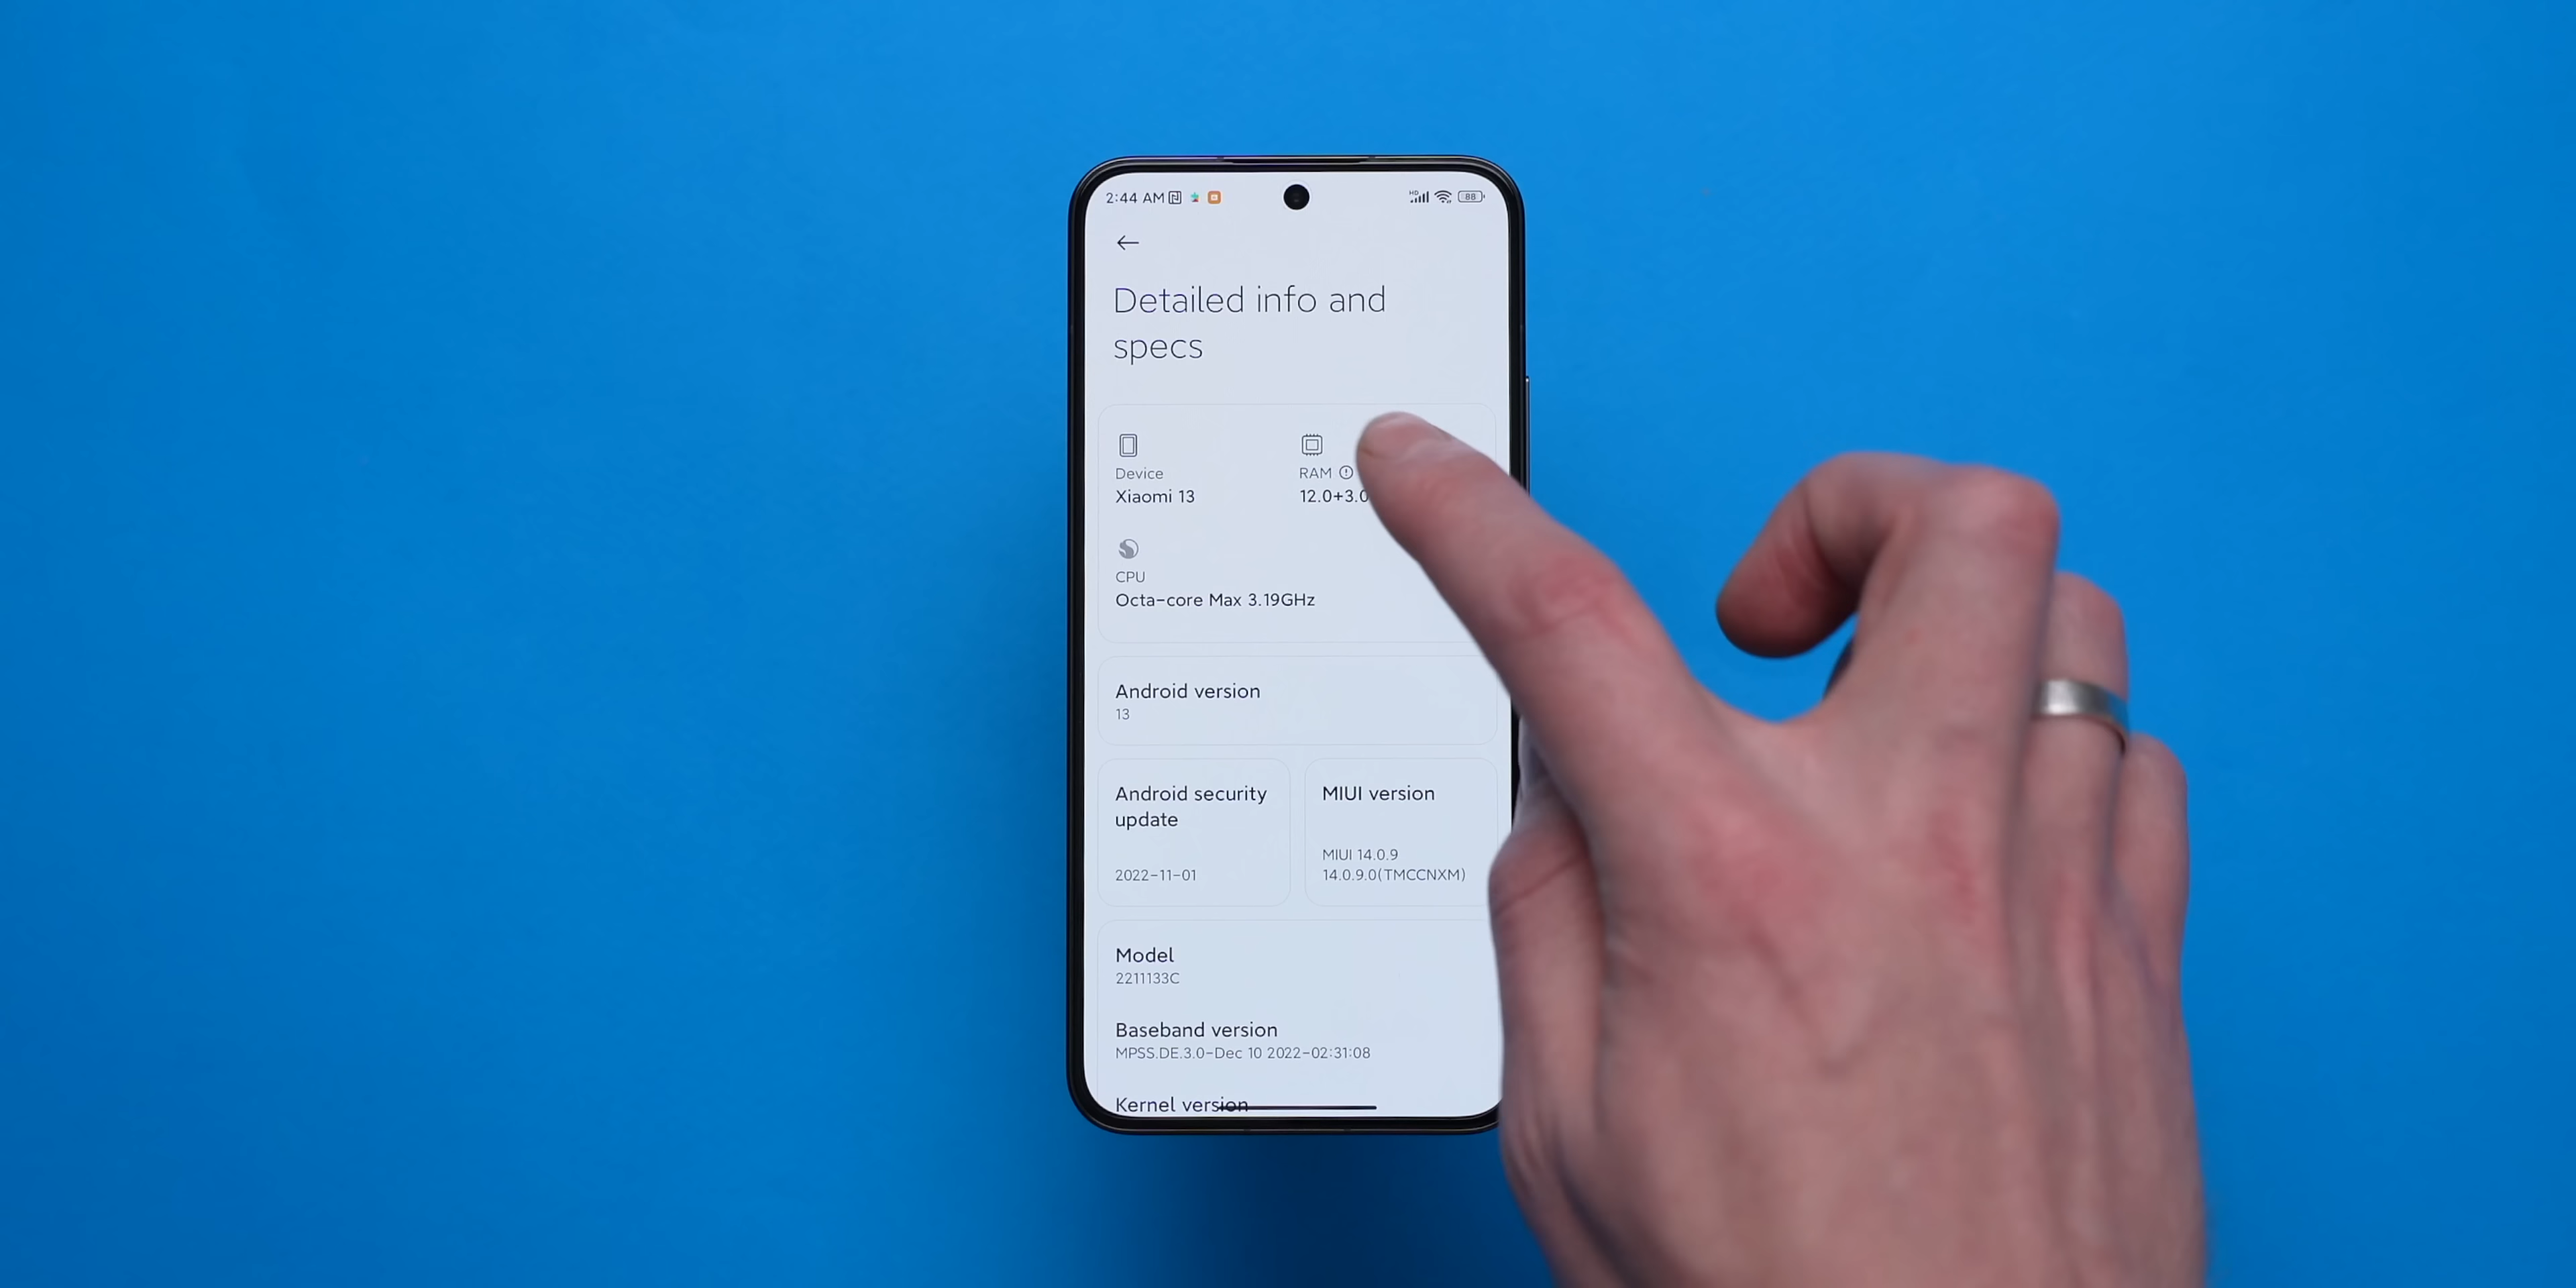 2:44 AM
HD
88
Detailed info and
specs
Device
Xiaomi 13
RAM
12.0+3.0
CPU
Octa-core Max 3.19GHz
Android version
13
Android security
update
2022-11-01
MIUI version
MIUI 14.0.9
14.0.9.0(TMCCNXM)
Model
2211133C
Baseband version
MPSS.DE.3.0-Dec 10 2022-02:31:08
Kernel version